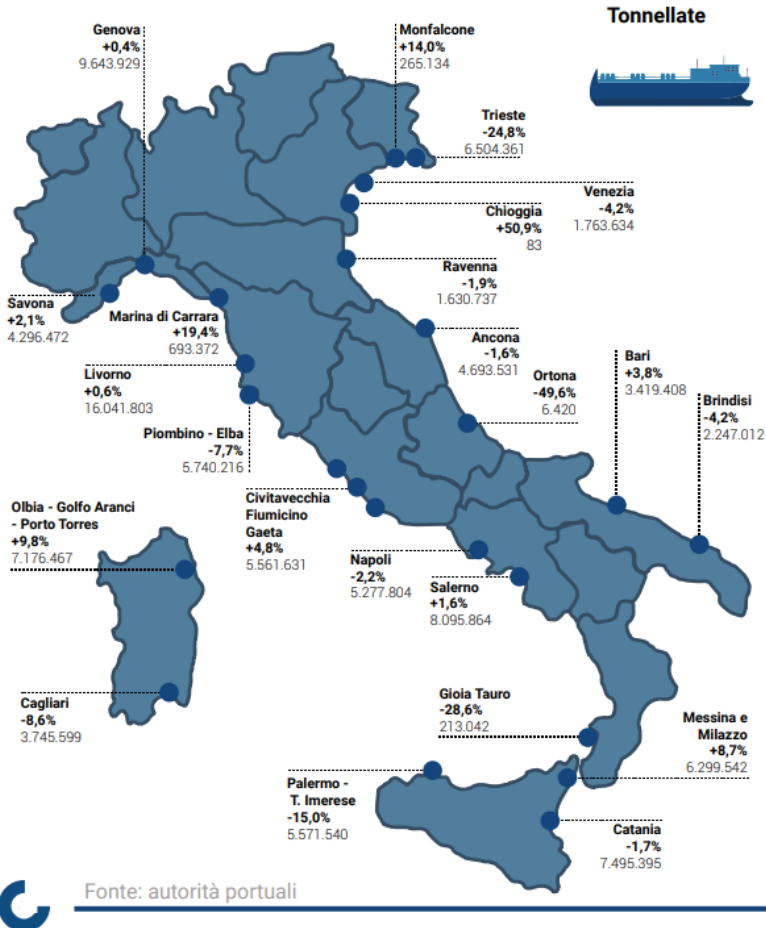 Tonnellate
Genova
+0,4%
9.643.929
Monfalcone
+14,0%
265.134
Trieste
-24,8%
6.504.361
Venezia
-4,2%
1.763.634
Chioggia
+50,9%
83
Ravenna
-1,9%
1.630.737
Savona
+2,1%
4.296.472
Marina di Carrara
+19,4%
693.372
Ancona
-1,6%
4.693.531
Livorno
+0,6%
16.041.803
Ortona
-49,6%
6.420
Bari
+3,8%
3.419.408
Brindisi
-4,2%
2.247.012
Piombino - Elba
-7,7%
5.740.216
Civitavecchia
Fiumicino
Gaeta
+4,8%
5.561.631
Olbia - Golfo Aranci
- Porto Torres
+9,8%
7.176.467
Napoli
-2,2%
5.277.804
Salerno
+1,6%
8.095.864
Cagliari
-8,6%
3.745.599
Gioia Tauro
-28,6%
213.042
Messina e
Milazzo
+8,7%
6.299.542
Palermo -
T. Imerese
-15,0%
5.571.540
Catania
-1,7%
7.495.395
Fonte: autorità portuali